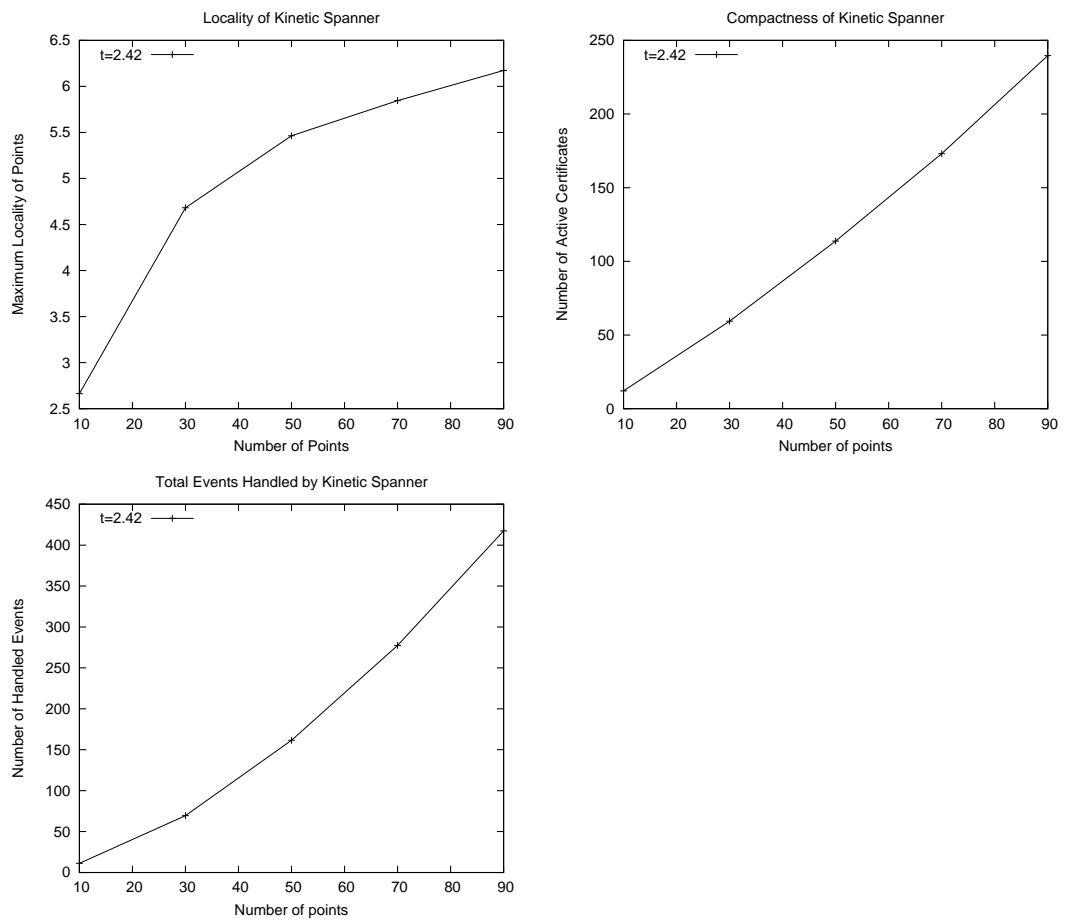 Locality of Kinetic Spanner
t=2.42
6.5
6
5.5
5
4.5
4
3.5
3
2.5
Maximum Locality of Points
10 20 30 40 50 60 70 80 90
Number of Points
Compactness of Kinetic Spanner
t=2.42
250
200
150
100
50
0
Number of Active Certificates
10 20 30 40 50 60 70 80 90
Number of points
Total Events Handled by Kinetic Spanner
t=2.42
450
400
350
300
250
200
150
100
50
0
Number of Handled Events
10 20 30 40 50 60 70 80 90
Number of points